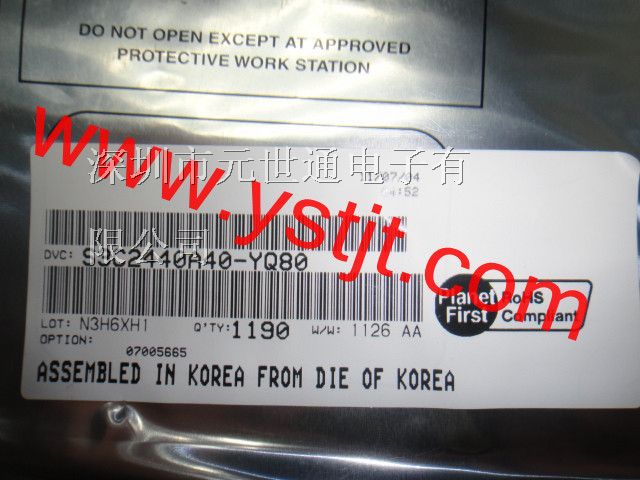 DO NOT OPEN EXCEPT AT APPROVED
PROTECTIVE WORK STATION
www.ystjt.com
深圳市元世通电子有
限公司
DVC: S3C2440A40-YQ80
LOT: N3H6XH1 Q'TY: 1190 W/W: 1126 AA
OPTION:
07005665
Planet
First
RoHS
Compliant
ASSEMBLED IN KOREA FROM DIE OF KOREA